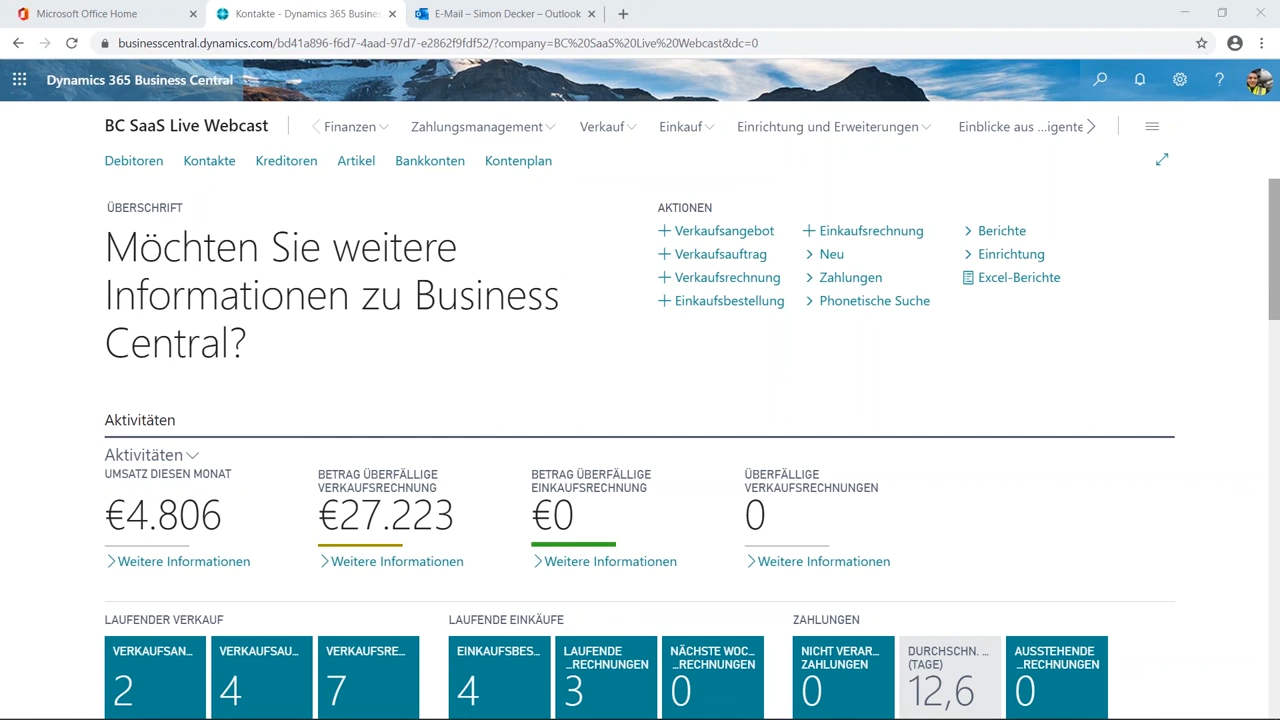 Microsoft Office Home
Kontakte - Dynamics 365 Busines
E-Mail – Simon Decker – Outlook
businesscentral.dynamics.com/bd41a896-f6d7-4aad-97d7-e2862f9fdf52/?company=BC%20SaaS%20Live%20Webcast&dc=0
Dynamics 365 Business Central
BC SaaS Live Webcast
Finanzen
Zahlungsmanagement
Verkauf
Einkauf
Einrichtung und Erweiterungen
Einblicke aus ...igente
Debitoren
Kontakte
Kreditoren
Artikel
Bankkonten
Kontenplan
ÜBERSCHRIFT
Möchten Sie weitere
Informationen zu Business
Central?
AKTIONEN
Verkaufsangebot
Verkaufsauftrag
Verkaufsrechnung
Einkaufsbestellung
Einkaufsrechnung
Neu
Zahlungen
Phonetische Suche
Berichte
Einrichtung
Excel-Berichte
Aktivitäten
Aktivitäten
UMSATZ DIESEN MONAT
€4.806
Weitere Informationen
BETRAG ÜBERFÄLLIGE
VERKAUFSRECHNUNG
€27.223
Weitere Informationen
BETRAG ÜBERFÄLLIGE
EINKAUFSRECHNUNG
€0
Weitere Informationen
ÜBERFÄLLIGE
VERKAUFSRECHNUNGEN
0
Weitere Informationen
LAUFENDER VERKAUF
VERKAUFSAN...
2
VERKAUFSAU...
4
VERKAUFSRE...
7
LAUFENDE EINKÄUFE
EINKAUFSBES...
4
LAUFENDE
...RECHNUNGEN
3
NÄCHSTE WOC...
...RECHNUNGEN
0
ZAHLUNGEN
NICHT VERAR...
ZAHLUNGEN
0
DURCHSCHN. ...
(TAGE)
12,6
AUSSTEHENDE
...RECHNUNGEN
0